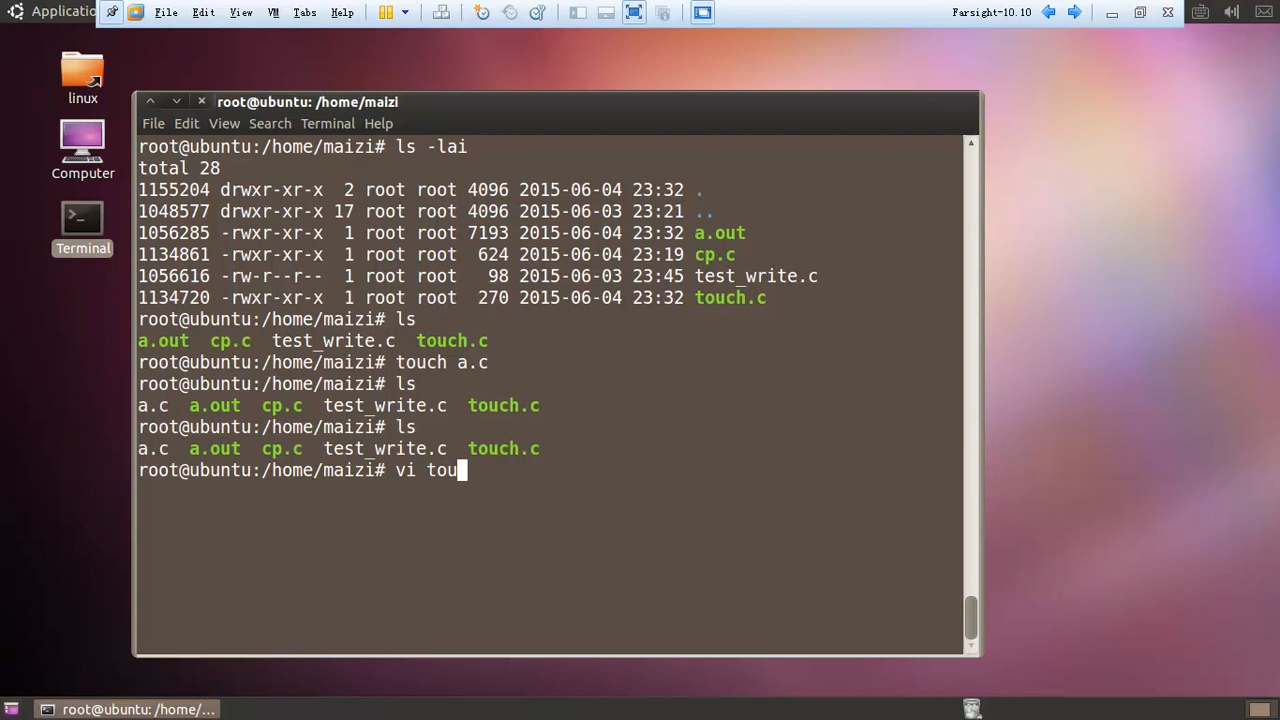 Applicatio
File Edit View VM Tabs Help
Farsight-10.10
linux
Computer
Terminal
root@ubuntu: /home/maizi
File Edit View Search Terminal Help
root@ubuntu:/home/maizi# ls -lai
total 28
1155204 drwxr-xr-x 2 root root 4096 2015-06-04 23:32 .
1048577 drwxr-xr-x 17 root root 4096 2015-06-03 23:21 ..
1056285 -rwxr-xr-x 1 root root 7193 2015-06-04 23:32 a.out
1134861 -rwxr-xr-x 1 root root 624 2015-06-04 23:19 cp.c
1056616 -rw-r--r-- 1 root root 98 2015-06-03 23:45 test_write.c
1134720 -rwxr-xr-x 1 root root 270 2015-06-04 23:32 touch.c
root@ubuntu:/home/maizi# ls
a.out cp.c test_write.c touch.c
root@ubuntu:/home/maizi# touch a.c
root@ubuntu:/home/maizi# ls
a.c a.out cp.c test_write.c touch.c
root@ubuntu:/home/maizi# ls
a.c a.out cp.c test_write.c touch.c
root@ubuntu:/home/maizi# vi tou
root@ubuntu: /home/...